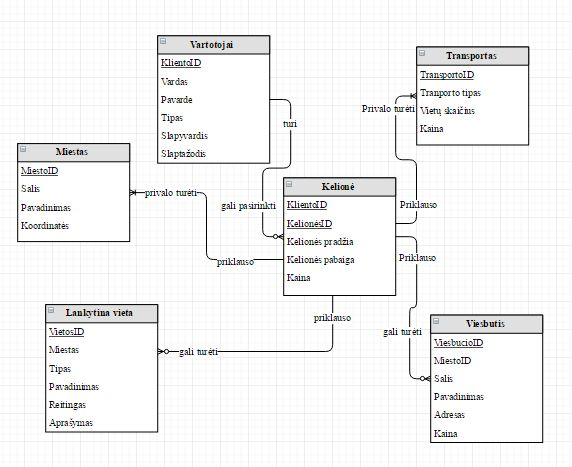 Vartotojai
KlientoID
Vardas
Pavarde
Tipas
Slapyvardis
Slaptažodis
Transportas
TransportoID
Tranporto tipas
Vietų skaičius
Kaina
Miestas
MiestoID
Salis
Pavadinimas
Koordinatės
Kelionė
KlientoID
KelionėsID
Kelionės pradžia
Kelionės pabaiga
Kaina
Lankytina vieta
VietosID
Miestas
Tipas
Pavadinimas
Reitingas
Aprašymas
Viesbutis
ViesbucioID
MiestoID
Salis
Pavadinimas
Adresas
Kaina
turi
gali pasirinkti
Privalo turėti
Priklauso
privalo turėti
priklauso
Priklauso
gali turėti
priklauso
gali turėti